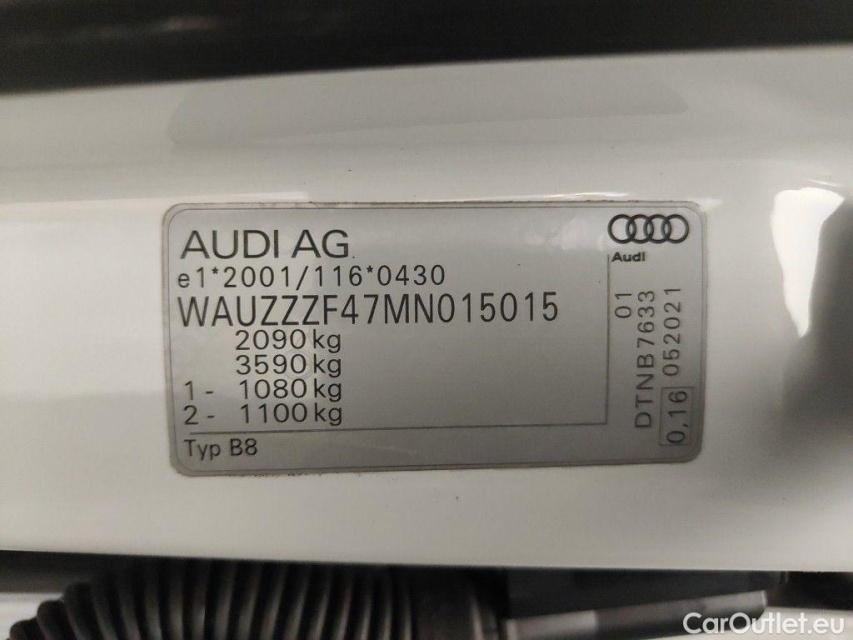 AUDI AG
Audi
e1*2001/116*0430
WAUZZZF47MN015015
2090 kg
3590 kg
1- 1080 kg
2- 1100 kg
Typ B8
01
DTNB7633
0,16 052021
CarOutlet.eu